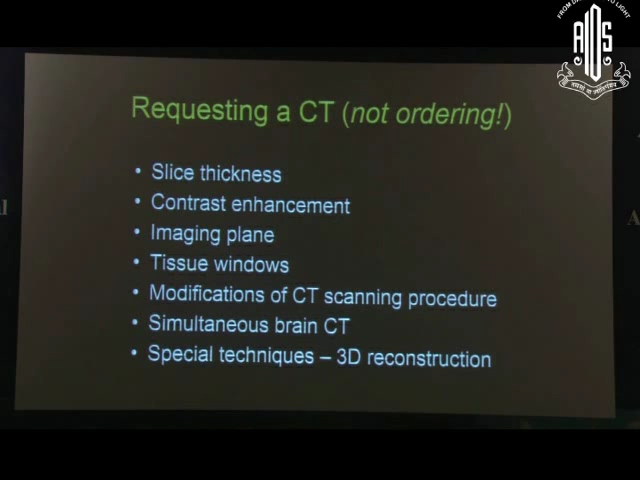 AIOS
Requesting a CT (not ordering!)
• Slice thickness
• Contrast enhancement
• Imaging plane
• Tissue windows
• Modifications of CT scanning procedure
• Simultaneous brain CT
• Special techniques – 3D reconstruction